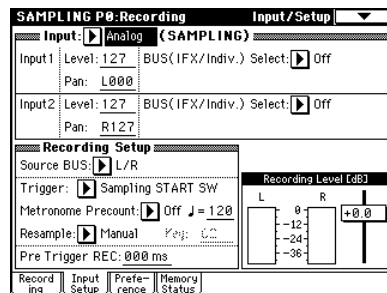 SAMPLING P0:Recording Input/Setup
Input: Analog (SAMPLING)
Input1 Level: 127 BUS(IFX/Indiv.) Select: Off
Pan: L000
Input2 Level: 127 BUS(IFX/Indiv.) Select: Off
Pan: R127
Recording Setup
Source BUS: L/R
Trigger: Sampling START SW
Metronome Precount: Off ♩= 120
Resample: Manual Key: C2
Pre Trigger REC: 000 ms
Recording Level [dB]
L R
0 +0.0
-12
-24
-36
Record Input Prefe- Memory
ing Setup rence Status